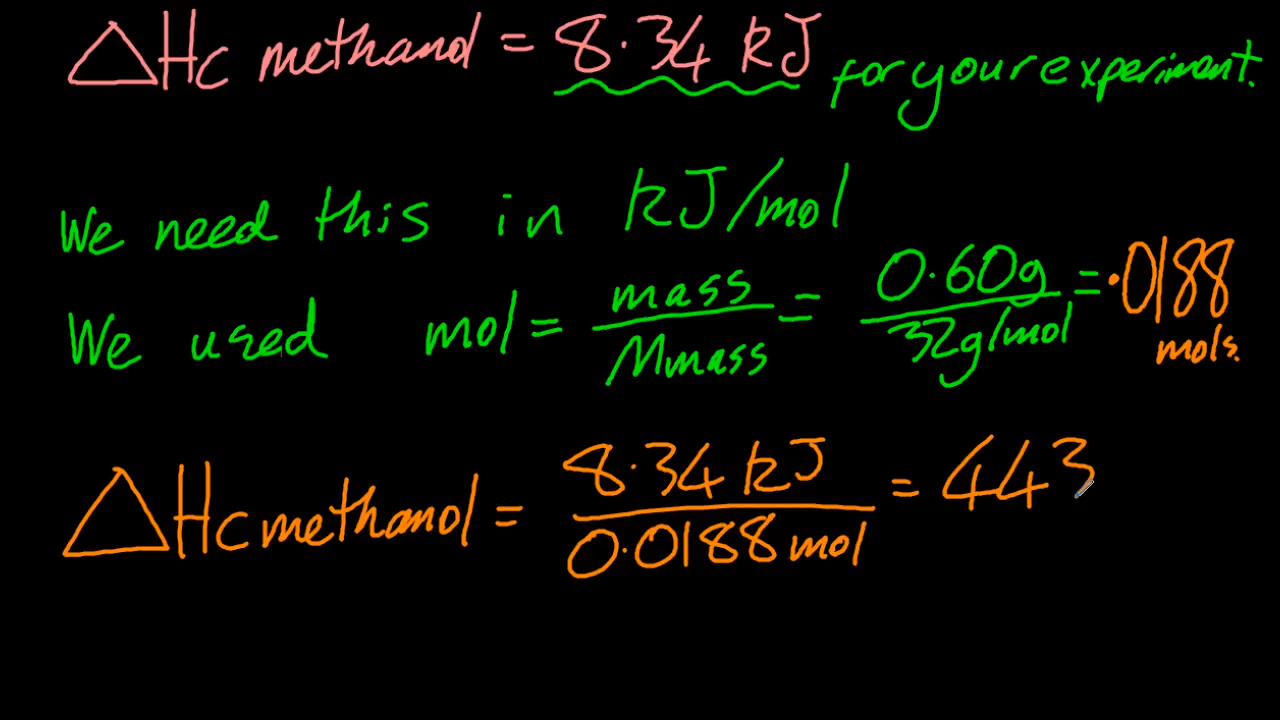 △Hc methanol = 8.34 kJ for your experiment.
We need this in kJ/mol
We used mol = mass / Mmass = 0.60g / 32g/mol = .0188 mols.
△Hc methanol = 8.34 kJ / 0.0188 mol = 443